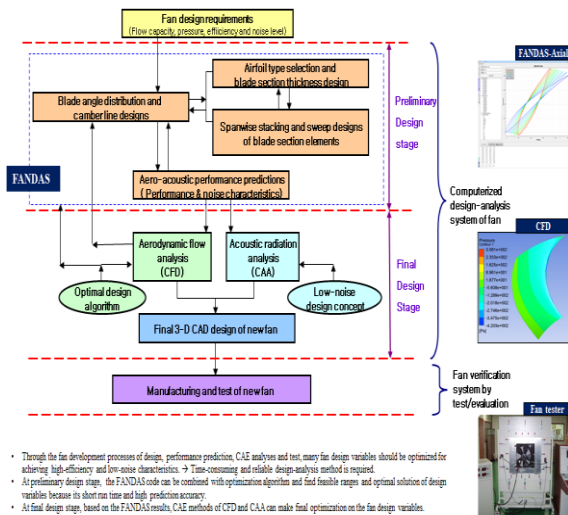 Fan design requirements
(Flow capacity, pressure, efficiency and noise level)
FANDAS-Axial
Airfoil type selection and
blade section thickness design
Blade angle distribution and
camberline designs
Preliminary
Design
stage
Spanwise stacking and sweep designs
of blade section elements
FANDAS
Aero-acoustic performance predictions
( Performance & noise characteristics)
Computerized
design-analysis
system of fan
CFD
Aerodynamic flow
analysis
(CFD)
Acoustic radiation
analysis
(CAA)
Final
Design
Stage
Optimal design
algorithm
Low-noise
design concept
Final 3-D CAD design of new fan
Manufacturing and test of new fan
Fan verification
system by
test/evaluation
Fan tester
• Through the fan development processes of design, performance prediction, CAE analyses and test, many fan design variables should be optimized for
achieving high-efficiency and low-noise characteristics. → Time-consuming and reliable design-analysis method is required.
• At preliminary design stage, the FANDAS code can be combined with optimization algorithm and find feasible ranges and optimal solution of design
variables because its short run time and high prediction accuracy.
• At final design stage, based on the FANDAS results, CAE methods of CFD and CAA can make final optimization on the fan design variables.